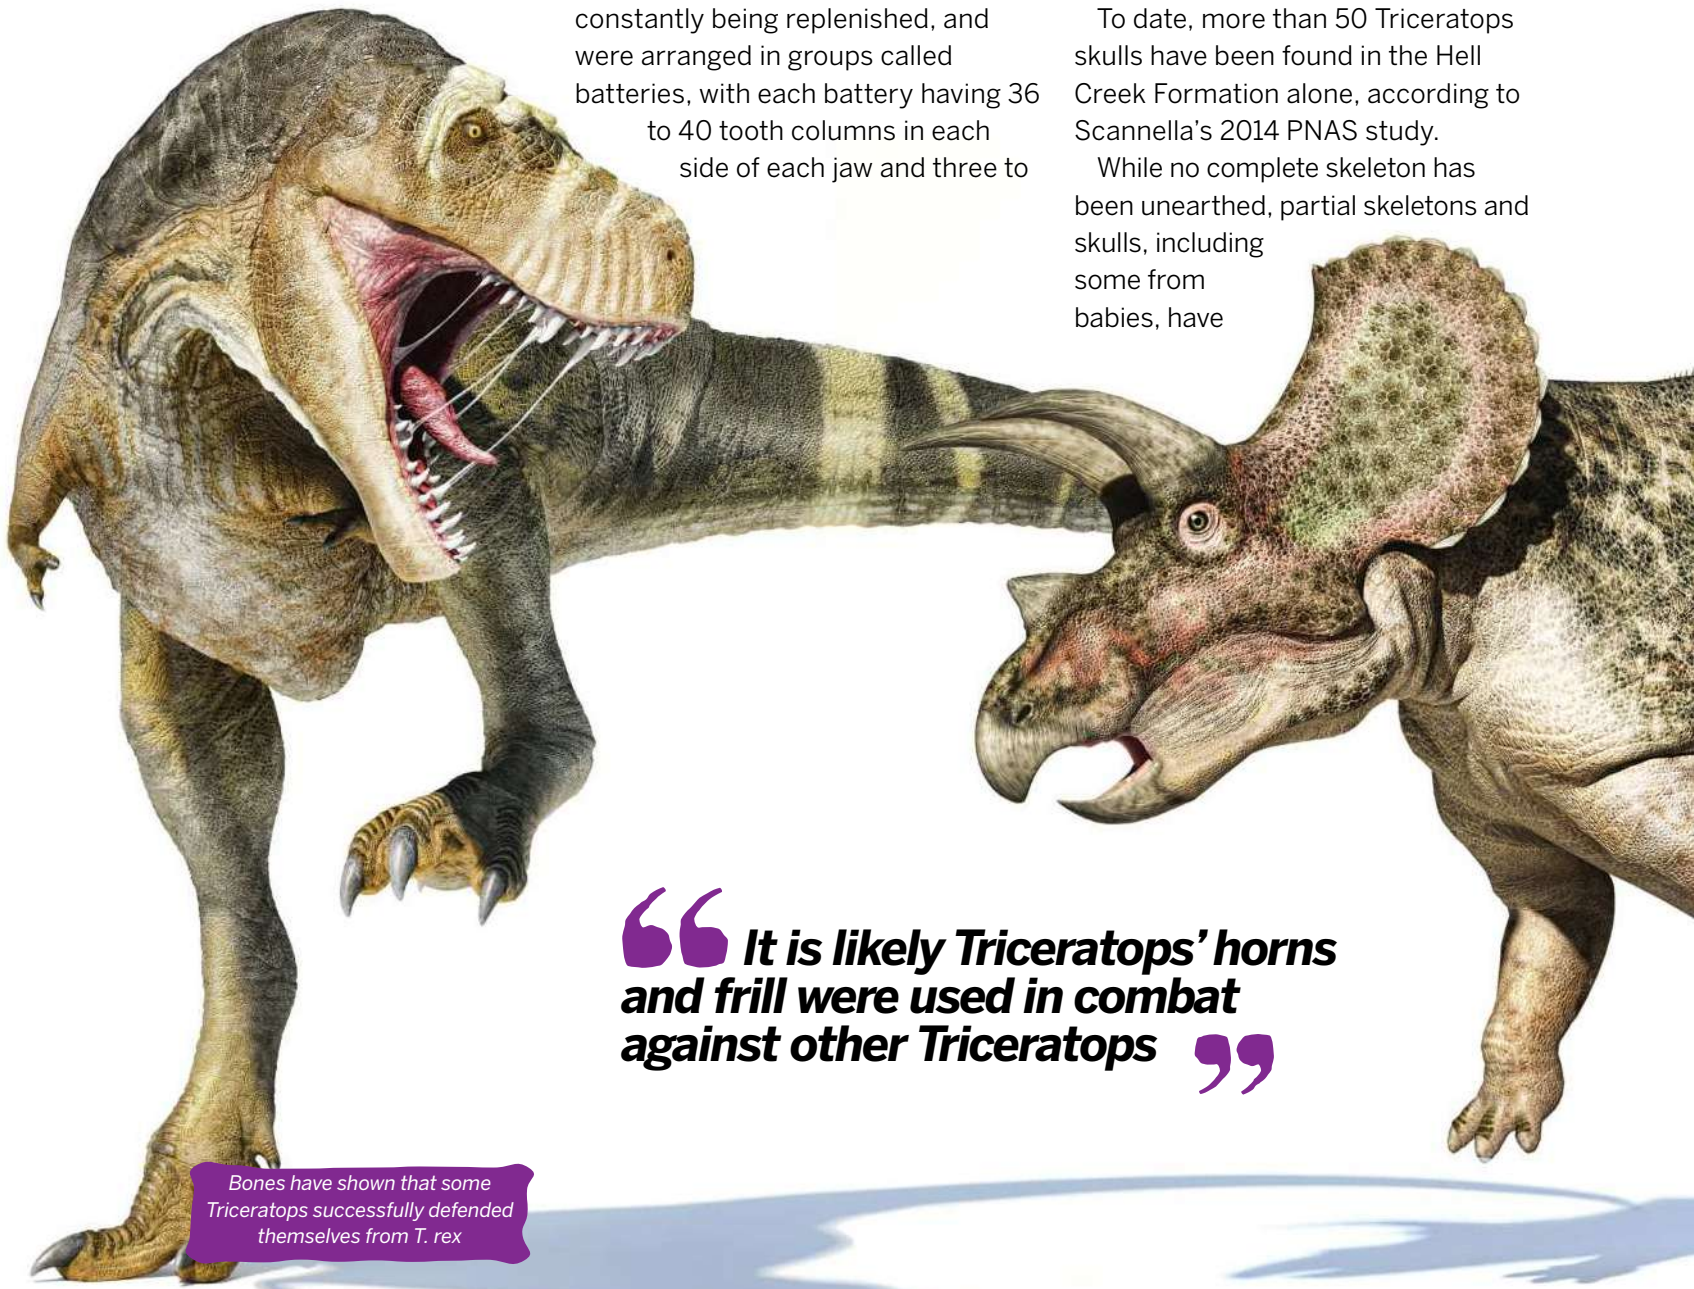 constantly being replenished, and
were arranged in groups called
batteries, with each battery having 36
to 40 tooth columns in each
side of each jaw and three to
To date, more than 50 Triceratops
skulls have been found in the Hell
Creek Formation alone, according to
Scannella’s 2014 PNAS study.
While no complete skeleton has
been unearthed, partial skeletons and
skulls, including
some from
babies, have
“ It is likely Triceratops’ horns
and frill were used in combat
against other Triceratops ”
Bones have shown that some
Triceratops successfully defended
themselves from T. rex